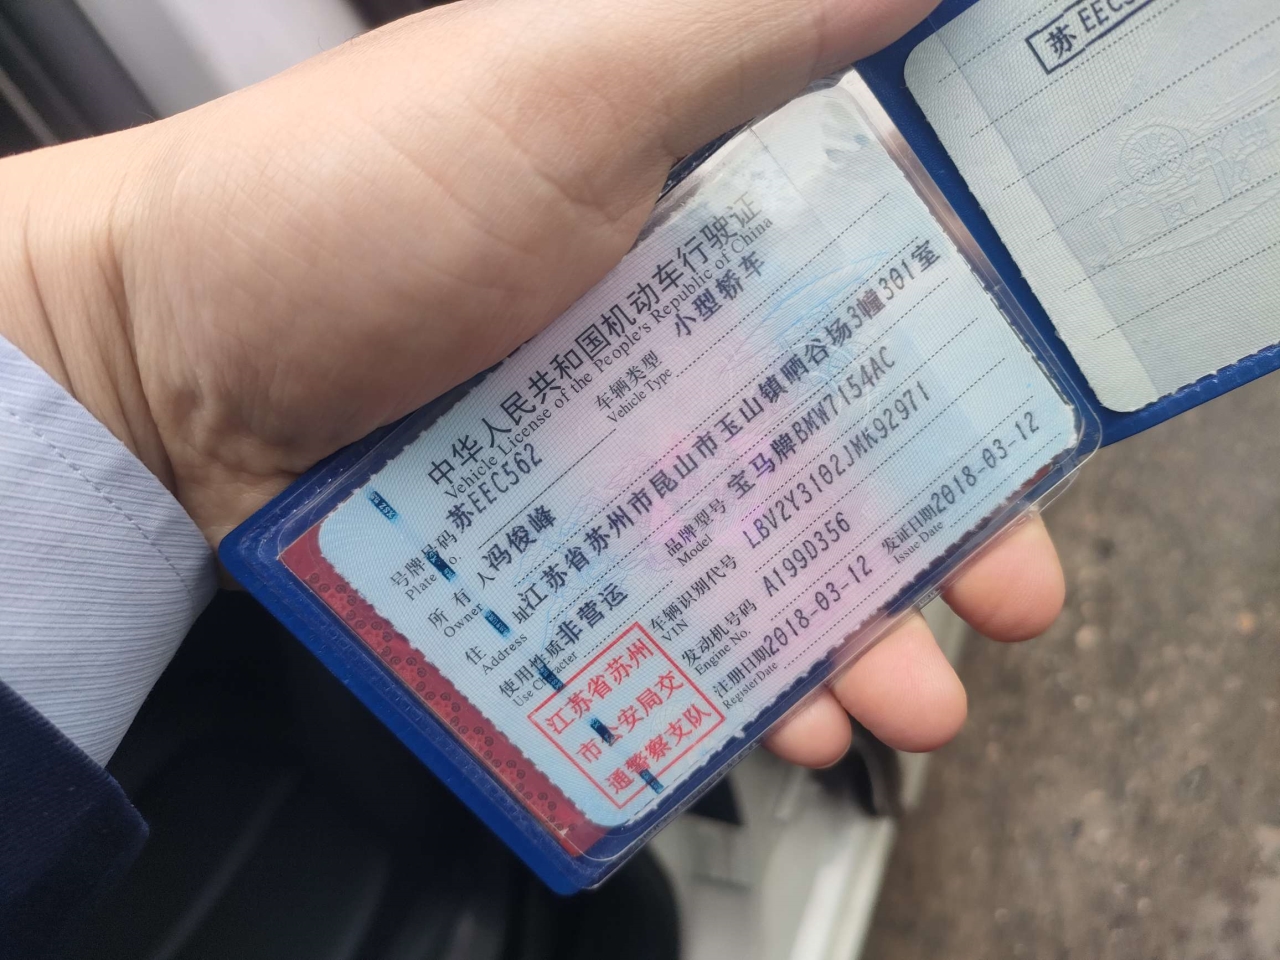 中华人民共和国机动车行驶证
Vehicle License of the People's Republic of China
号牌号码 苏EEC562 车辆类型 小型轿车
Plate No. Vehicle Type
所有人 冯俊峰
Owner
住址 江苏省苏州市昆山市玉山镇晒谷场3幢301室
Address
使用性质 非营运 品牌型号 宝马牌BMW7154AC
Use Character Model
车辆识别代号 LBV2Y3102JMK92971
VIN
发动机号码 A199D356
Engine No.
注册日期 2018-03-12 发证日期 2018-03-12
Register Date Issue Date
江苏省苏州
市公安局交
通警察支队
苏EEC5